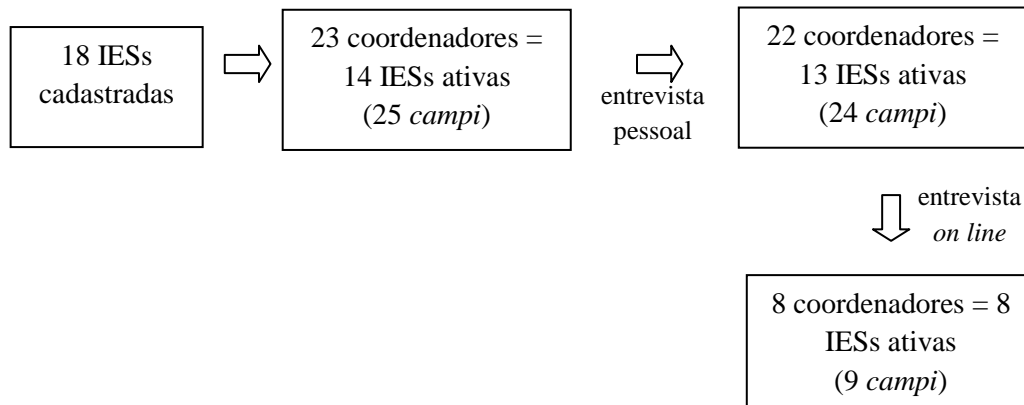 18 IESs
cadastradas
23 coordenadores =
14 IESs ativas
(25 campi)
entrevista
pessoal
22 coordenadores =
13 IESs ativas
(24 campi)
entrevista
on line
8 coordenadores = 8
IESs ativas
(9 campi)